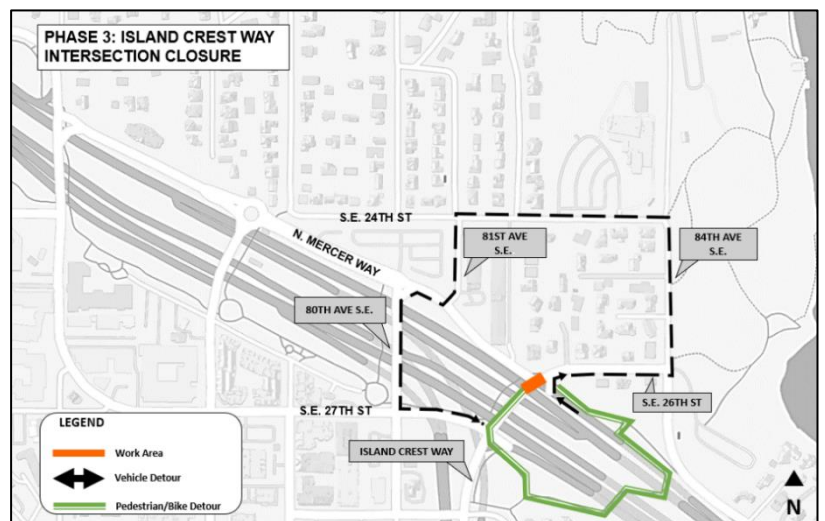 PHASE 3: ISLAND CREST WAY
INTERSECTION CLOSURE
S.E. 24TH ST
81ST AVE
S.E.
84TH AVE
S.E.
N. MERCER WAY
80TH AVE S.E.
S.E. 27TH ST
S.E. 26TH ST
ISLAND CREST WAY
LEGEND
Work Area
Vehicle Detour
Pedestrian/Bike Detour
N